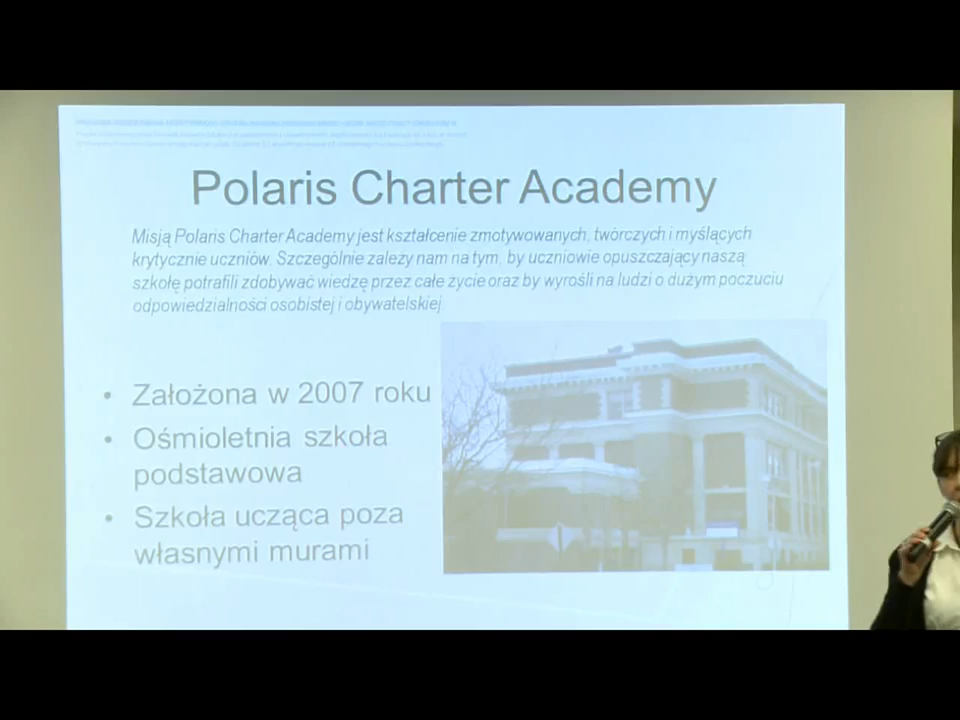 Polaris Charter Academy
Misją Polaris Charter Academy jest kształcenie zmotywowanych, twórczych i myślących
krytycznie uczniów. Szczególnie zależy nam na tym, by uczniowie opuszczający naszą
szkołę potrafili zdobywać wiedzę przez całe życie oraz by wyrośli na ludzi o dużym poczuciu
odpowiedzialności osobistej i obywatelskiej.
• Założona w 2007 roku
• Ośmioletnia szkoła
podstawowa
• Szkoła ucząca poza
własnymi murami